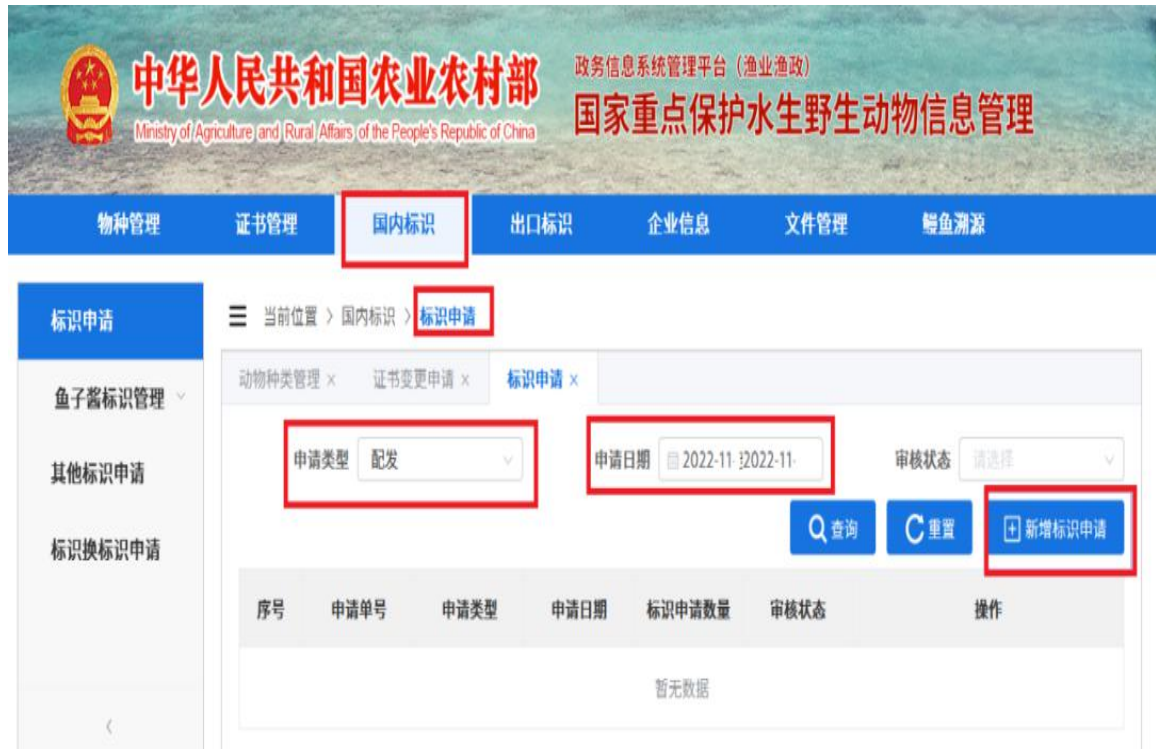 中华人民共和国农业农村部
Ministry of Agriculture and Rural Affairs of the People's Republic of China
政务信息系统管理平台（渔业渔政）
国家重点保护水生野生动物信息管理
物种管理 证书管理 国内标识 出口标识 企业信息 文件管理 鳗鱼溯源
标识申请
鱼子酱标识管理
其他标识申请
标识换标识申请
当前位置 〉 国内标识 〉 标识申请
动物种类管理 × 证书变更申请 × 标识申请 ×
申请类型 配发 申请日期 2022-11- 2022-11- 审核状态 请选择
查询 重置 新增标识申请
序号 申请单号 申请类型 申请日期 标识申请数量 审核状态 操作
暂无数据